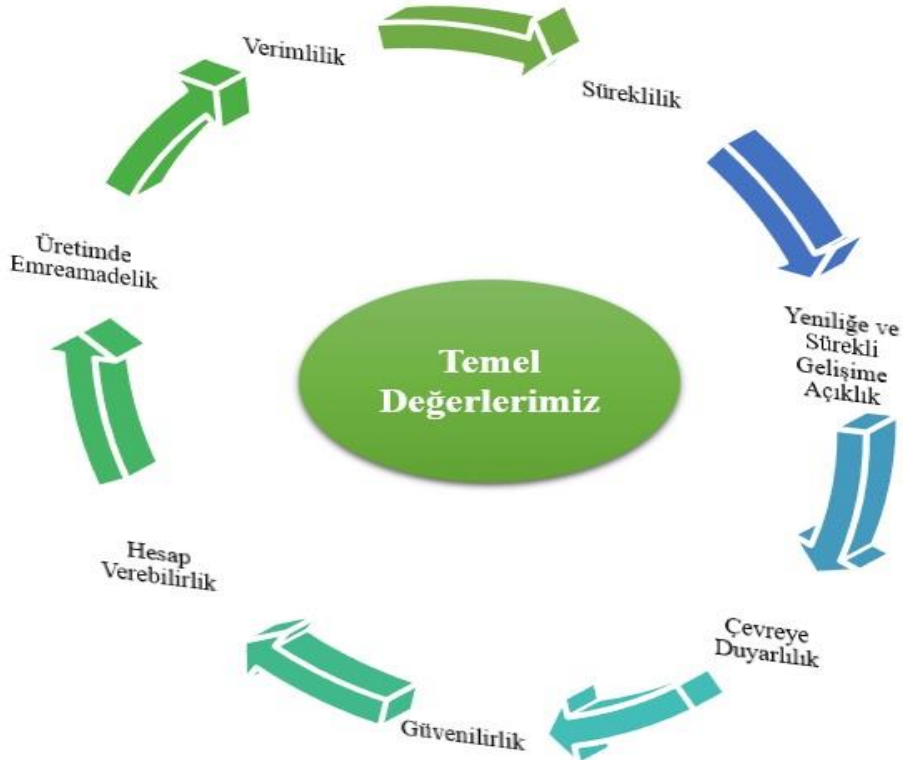 Verimlilik
Süreklilik
Yeniliğe ve
Sürekli
Gelişime
Açıklık
Çevreye
Duyarlılık
Güvenilirlik
Hesap
Verebilirlik
Üretimde
Emreamadelik
Temel
Değerlerimiz